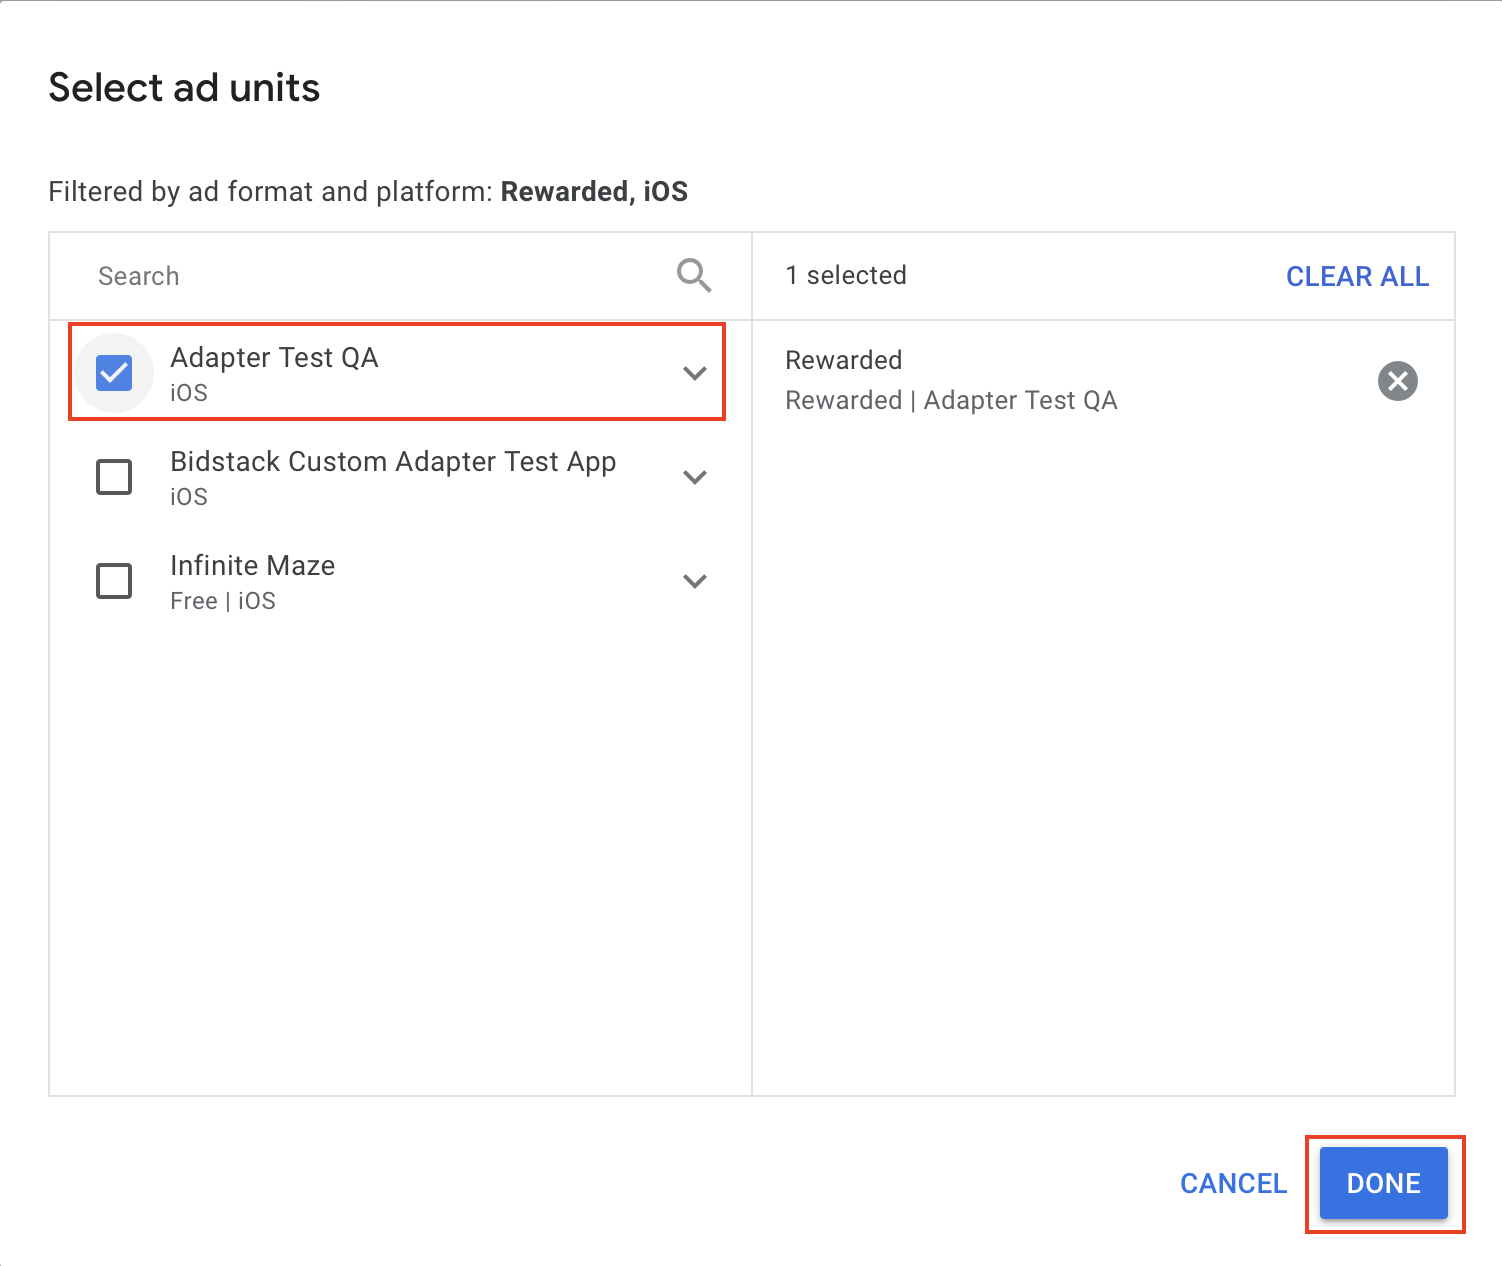 Select ad units
Filtered by ad format and platform: Rewarded, iOS
Search
1 selected
CLEAR ALL
Adapter Test QA
iOS
Bidstack Custom Adapter Test App
iOS
Infinite Maze
Free | iOS
Rewarded
Rewarded | Adapter Test QA
CANCEL
DONE